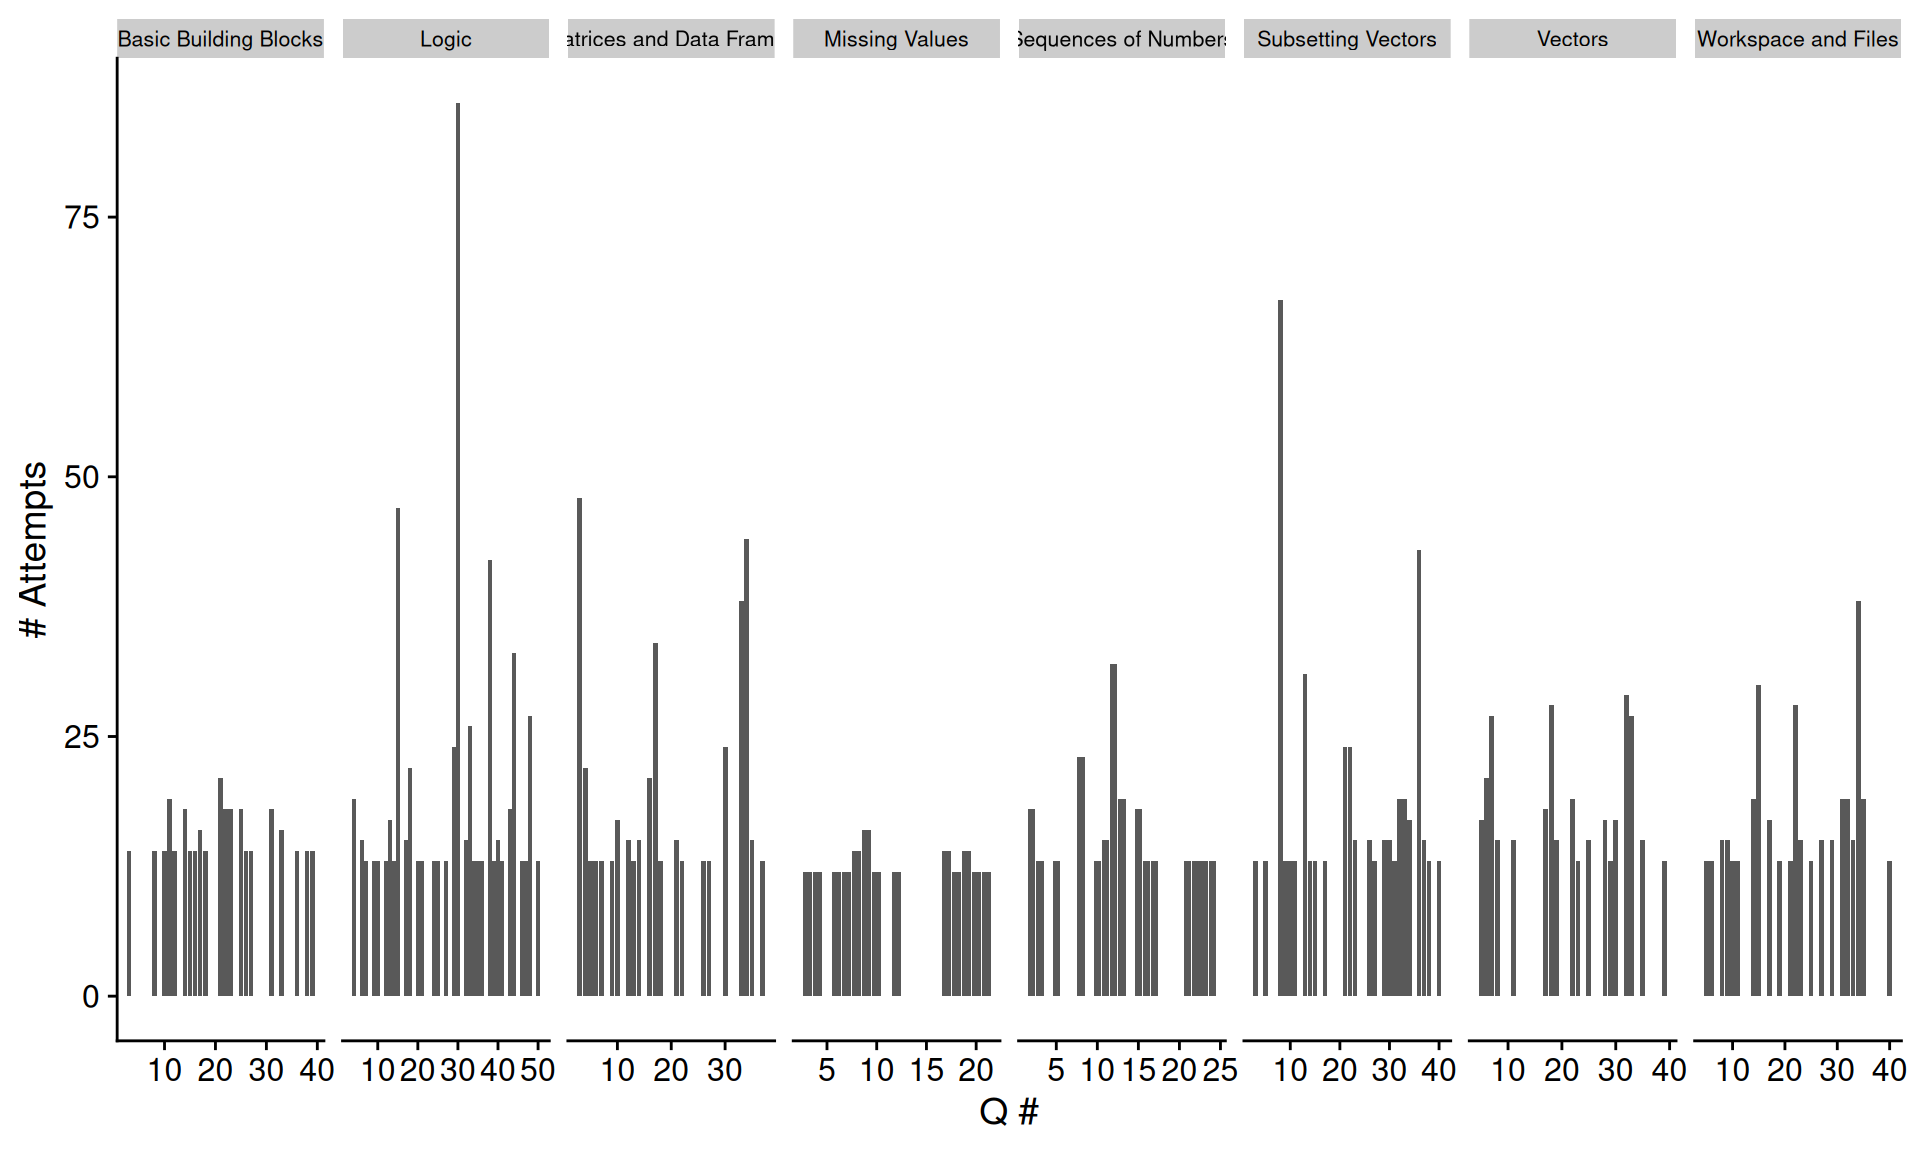 Basic Building Blocks Logic atrices and Data Fram Missing Values Sequences of Numbers Subsetting Vectors Vectors Workspace and Files
75
50
25
0
# Attempts
10 20 30 40 10 20 30 40 50 10 20 30 5 10 15 20 5 10 15 20 25 10 20 30 40 10 20 30 40 10 20 30 40
Q #